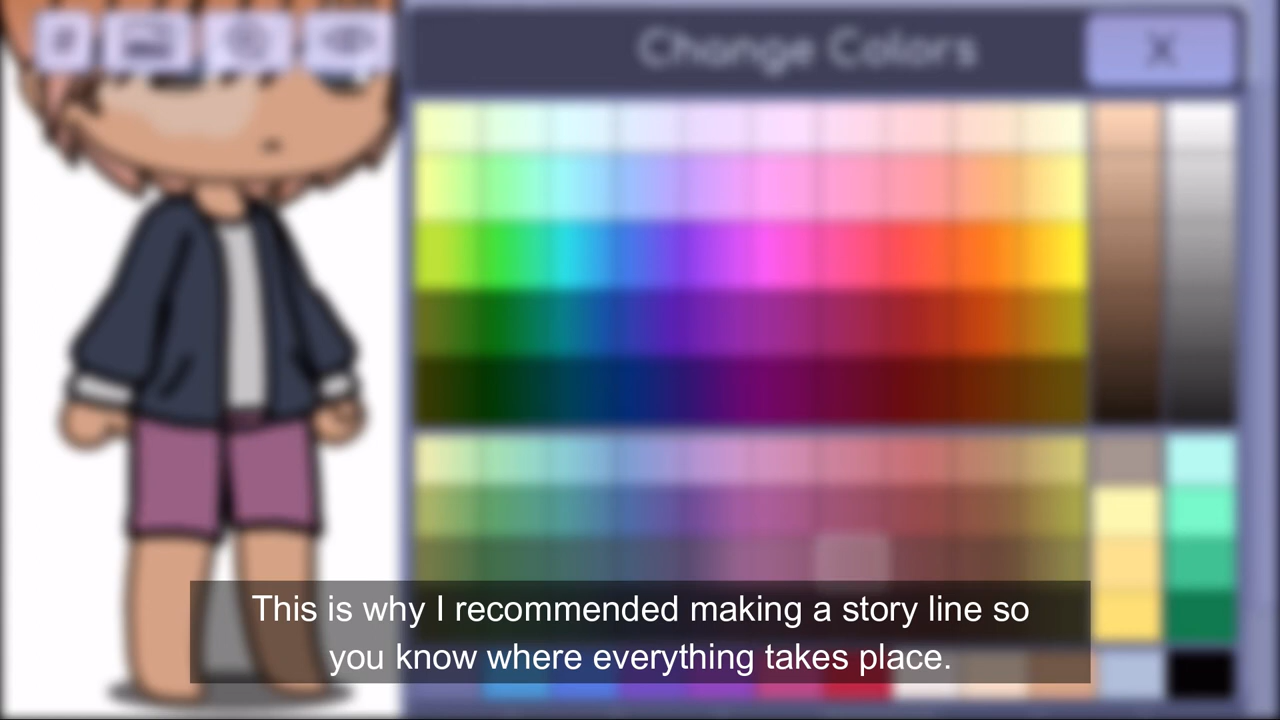 #
Change Colors
X
This is why I recommended making a story line so
you know where everything takes place.